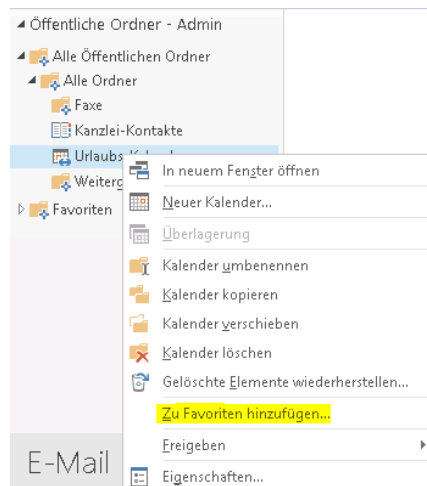 Öffentliche Ordner - Admin
Alle Öffentlichen Ordner
Alle Ordner
Faxe
Kanzlei-Kontakte
Urlaubs
In neuem Fenster öffnen
Neuer Kalender...
Favoriten
Überlagerung
Kalender umbenennen
Kalender kopieren
Kalender verschieben
Kalender löschen
Gelöschte Elemente wiederherstellen...
Zu Favoriten hinzufügen...
Freigeben
E-Mail
Eigenschaften...